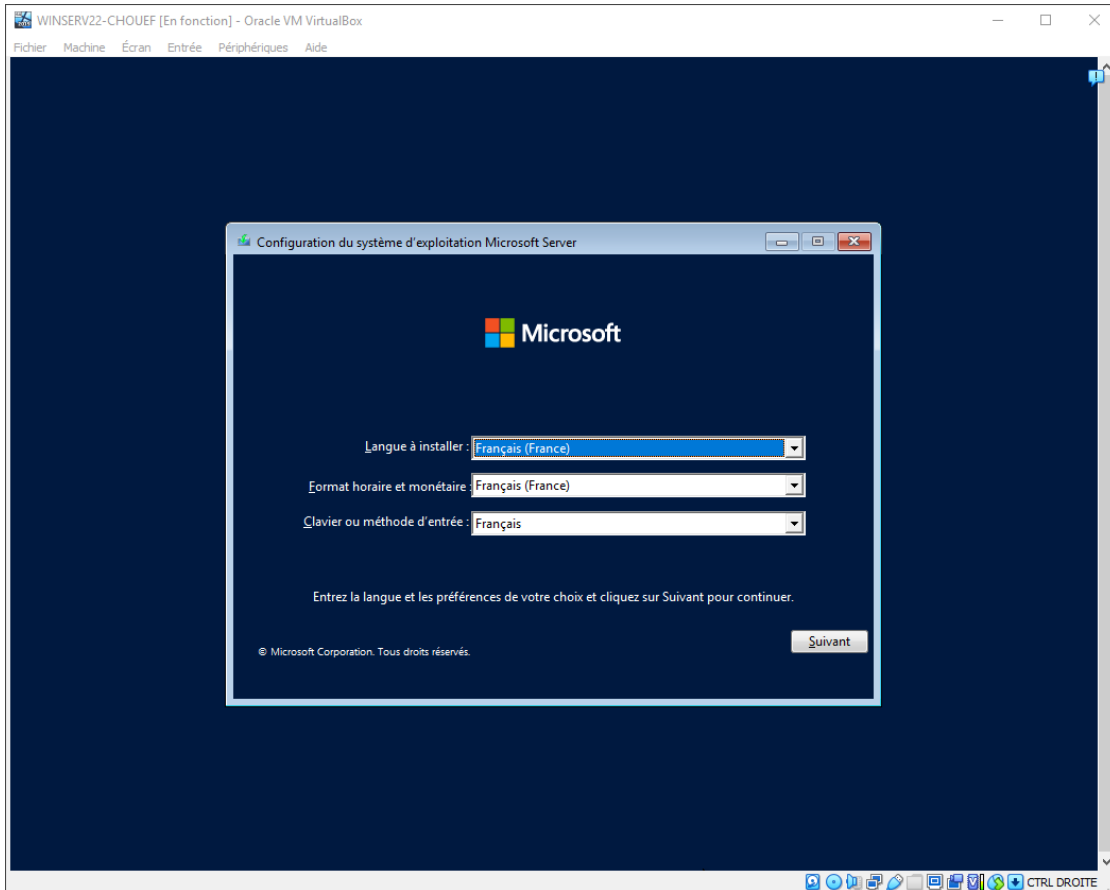 WINSERV22-CHOUEF [En fonction] - Oracle VM VirtualBox
Fichier Machine Écran Entrée Périphériques Aide
Configuration du système d'exploitation Microsoft Server
Microsoft
Langue à installer : Français (France)
Format horaire et monétaire : Français (France)
Clavier ou méthode d'entrée : Français
Entrez la langue et les préférences de votre choix et cliquez sur Suivant pour continuer.
Suivant
© Microsoft Corporation. Tous droits réservés.
CTRL DROITE